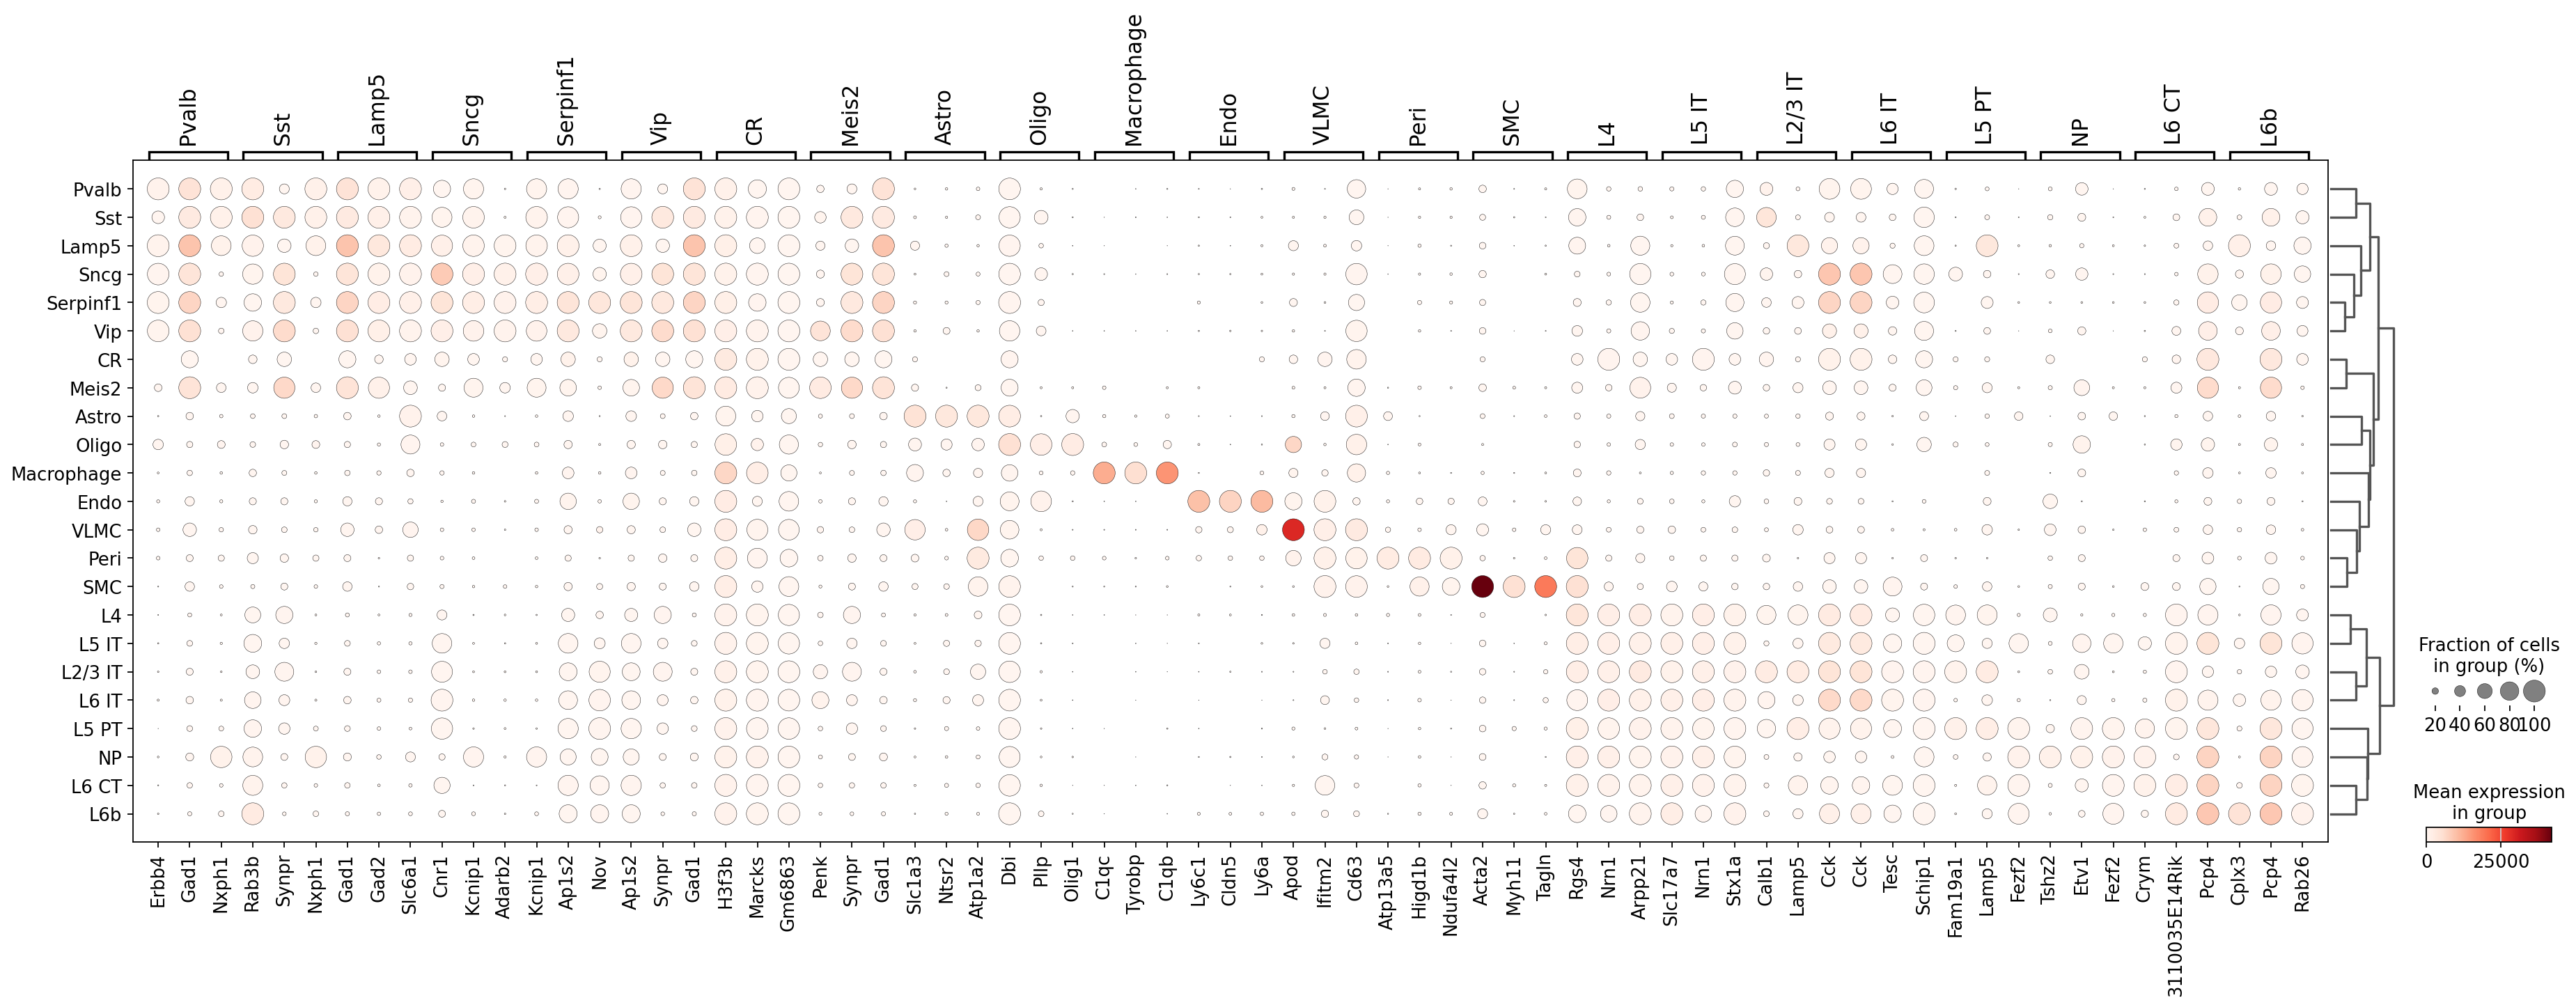 Pvalb
Sst
Lamp5
Sncg
Serpinf1
Vip
CR
Meis2
Astro
Oligo
Macrophage
Endo
VLMC
Peri
SMC
L4
L5 IT
L2/3 IT
L6 IT
L5 PT
NP
L6 CT
L6b
Pvalb
Sst
Lamp5
Sncg
Serpinf1
Vip
CR
Meis2
Astro
Oligo
Macrophage
Endo
VLMC
Peri
SMC
L4
L5 IT
L2/3 IT
L6 IT
L5 PT
NP
L6 CT
L6b
Erbb4
Gad1
Nxph1
Rab3b
Synpr
Nxph1
Gad1
Gad2
Slc6a1
Cnr1
Kcnip1
Adarb2
Kcnip1
Ap1s2
Nov
Ap1s2
Synpr
Gad1
H3f3b
Marcks
Gm6863
Penk
Synpr
Gad1
Slc1a3
Ntsr2
Atp1a2
Dbi
Pllp
Olig1
C1qc
Tyrobp
C1qb
Ly6c1
Cldn5
Ly6a
Apod
Ifitm2
Cd63
Atp13a5
Higd1b
Ndufa4l2
Acta2
Myh11
Tagln
Rgs4
Nrn1
Arpp21
Slc17a7
Nrn1
Stx1a
Calb1
Lamp5
Cck
Cck
Tesc
Schip1
Fam19a1
Lamp5
Fezf2
Tshz2
Etv1
Fezf2
Crym
3110035E14Rik
Pcp4
Cplx3
Pcp4
Rab26
Fraction of cells
in group (%)
20 40 60 80 100
Mean expression
in group
0 25000